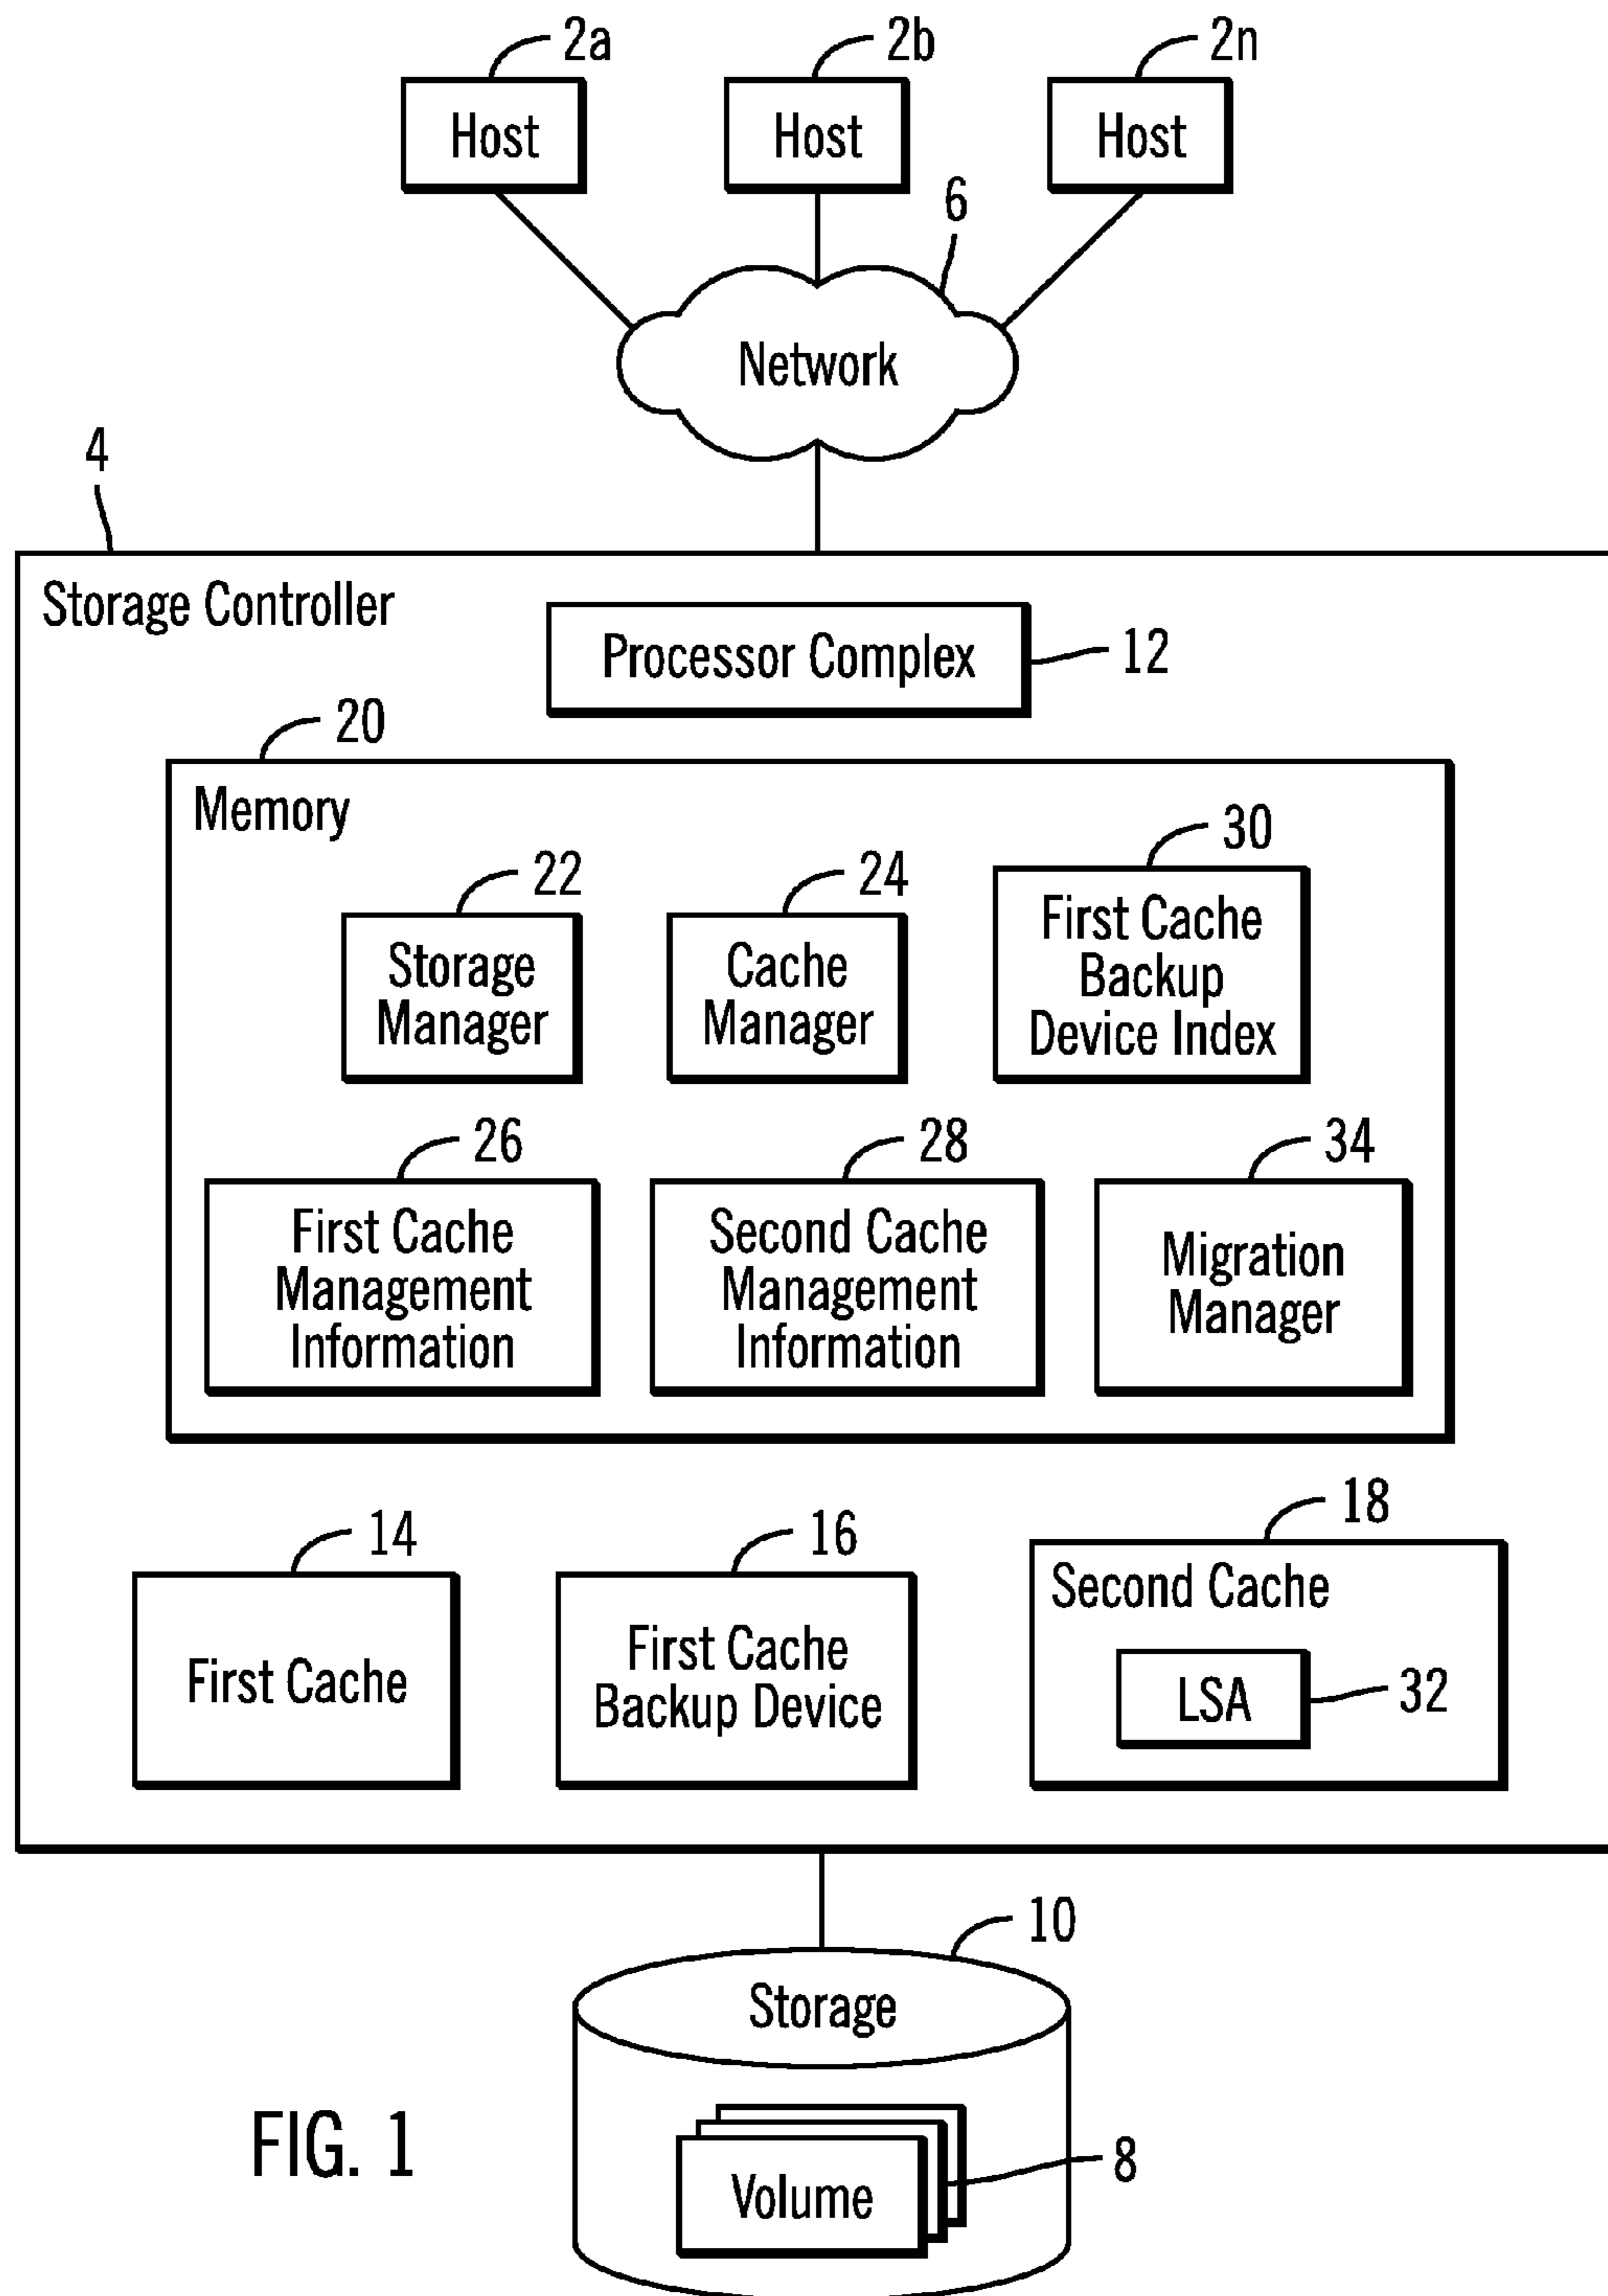 2a
2b
2n
Host
Host
Host
6
Network
4
Storage Controller
Processor Complex
12
20
Memory
22
24
30
Storage
Manager
Cache
Manager
First Cache
Backup
Device Index
26
28
34
First Cache
Management
Information
Second Cache
Management
Information
Migration
Manager
14
16
18
First Cache
First Cache
Backup Device
Second Cache
LSA
32
10
Storage
FIG. 1
Volume
8